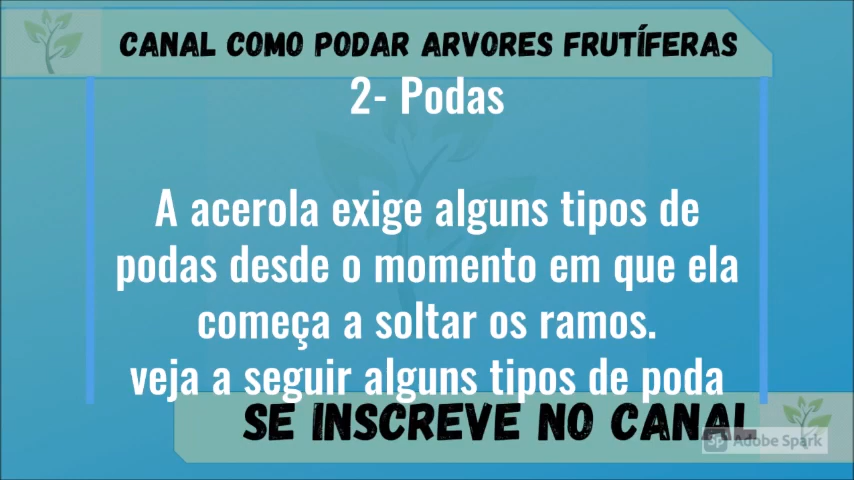 CANAL COMO PODAR ARVORES FRUTÍFERAS
2- Podas
A acerola exige alguns tipos de
podas desde o momento em que ela
começa a soltar os ramos.
veja a seguir alguns tipos de poda
SE INSCREVE NO CANAL
Sp Adobe Spark